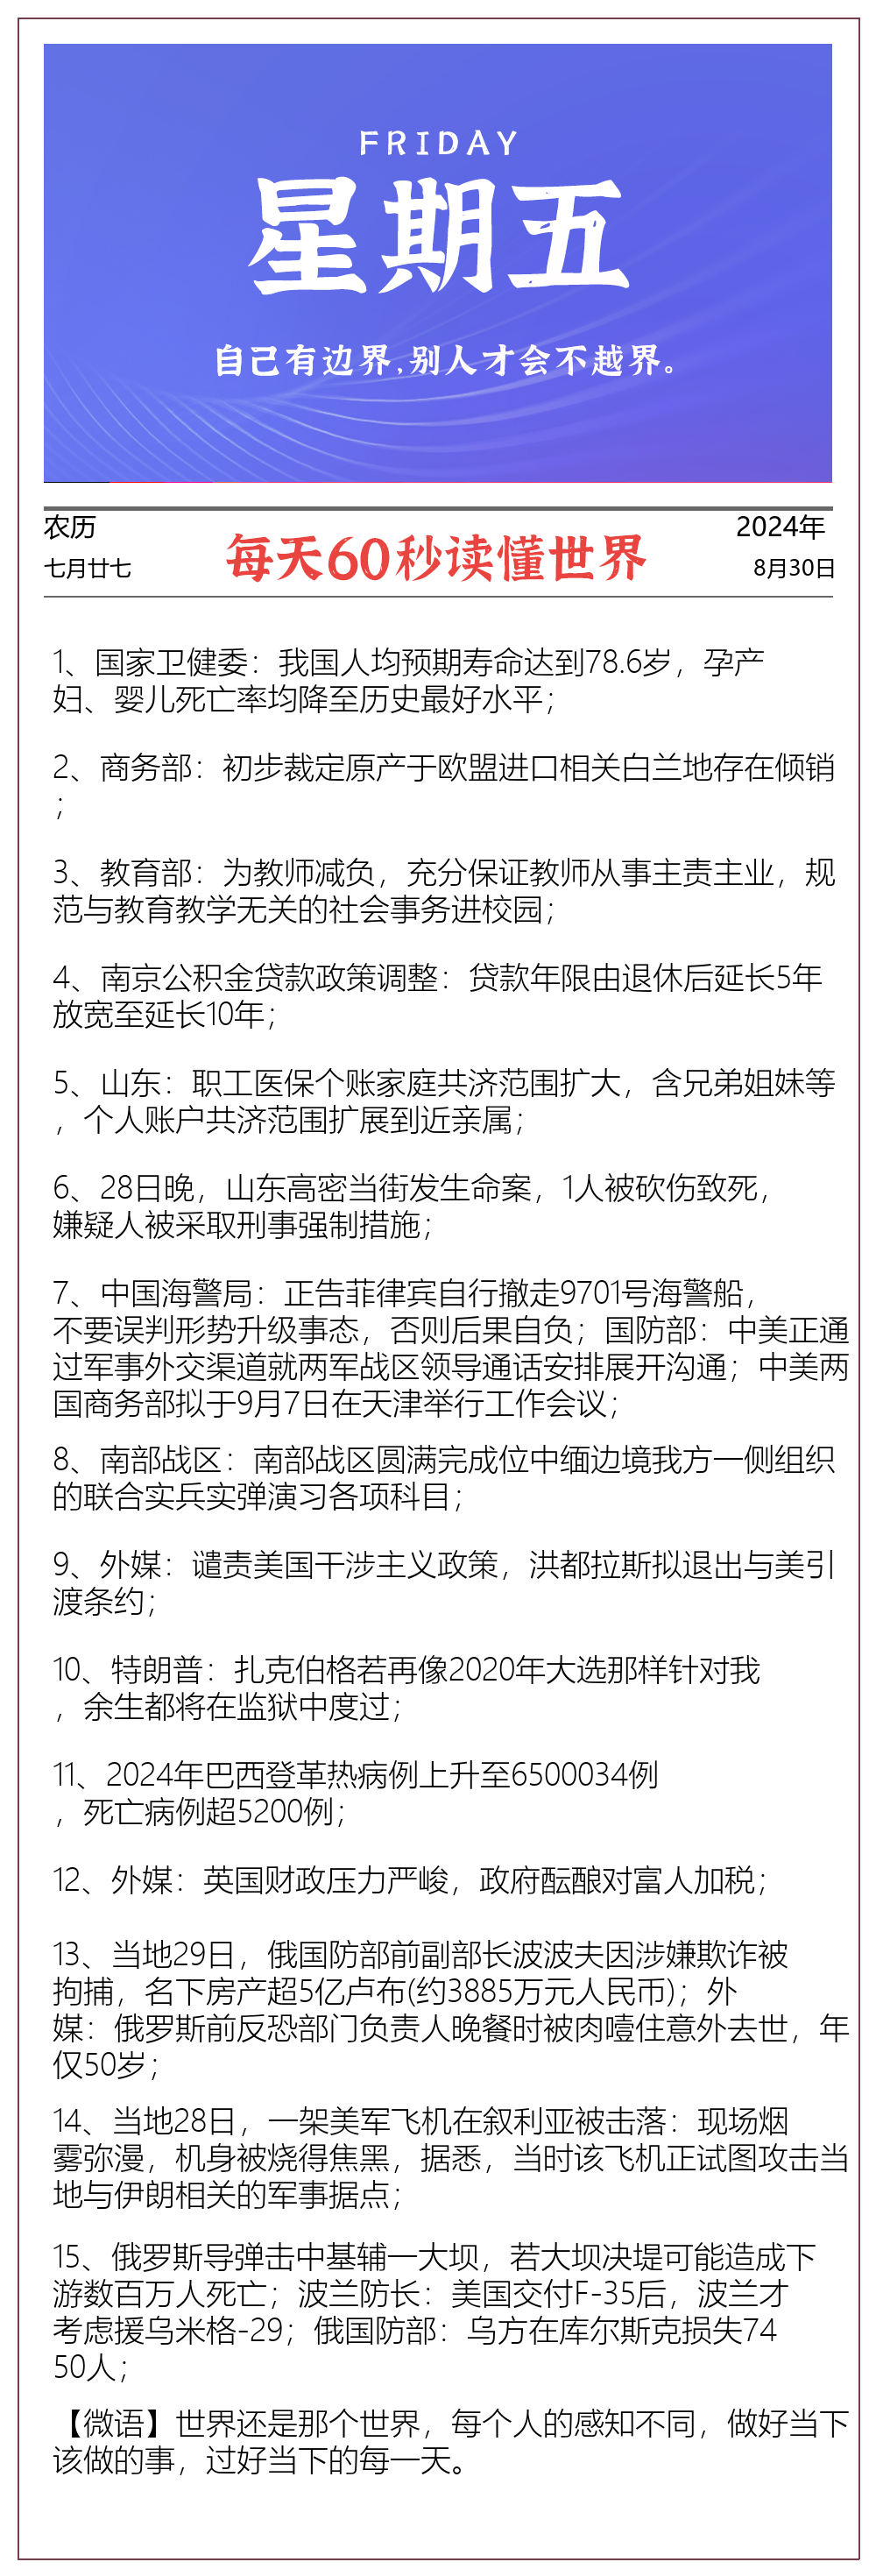 FRIDAY
星期五
自己有边界,别人才会不越界。
农历
七月廿七
每天60秒读懂世界
2024年
8月30日
1、国家卫健委：我国人均预期寿命达到78.6岁，孕产
妇、婴儿死亡率均降至历史最好水平；
2、商务部：初步裁定原产于欧盟进口相关白兰地存在倾销
；
3、教育部：为教师减负，充分保证教师从事主责主业，规
范与教育教学无关的社会事务进校园；
4、南京公积金贷款政策调整：贷款年限由退休后延长5年
放宽至延长10年；
5、山东：职工医保个账家庭共济范围扩大，含兄弟姐妹等
，个人账户共济范围扩展到近亲属；
6、28日晚，山东高密当街发生命案，1人被砍伤致死，
嫌疑人被采取刑事强制措施；
7、中国海警局：正告菲律宾自行撤走9701号海警船，
不要误判形势升级事态，否则后果自负；国防部：中美正通
过军事外交渠道就两军战区领导通话安排展开沟通；中美两
国商务部拟于9月7日在天津举行工作会议；
8、南部战区：南部战区圆满完成位中缅边境我方一侧组织
的联合实兵实弹演习各项科目；
9、外媒：谴责美国干涉主义政策，洪都拉斯拟退出与美引
渡条约；
10、特朗普：扎克伯格若再像2020年大选那样针对我
，余生都将在监狱中度过；
11、2024年巴西登革热病例上升至6500034例
，死亡病例超5200例；
12、外媒：英国财政压力严峻，政府酝酿对富人加税；
13、当地29日，俄国防部前副部长波波夫因涉嫌欺诈被
拘捕，名下房产超5亿卢布(约3885万元人民币)；外
媒：俄罗斯前反恐部门负责人晚餐时被肉噎住意外去世，年
仅50岁；
14、当地28日，一架美军飞机在叙利亚被击落：现场烟
雾弥漫，机身被烧得焦黑，据悉，当时该飞机正试图攻击当
地与伊朗相关的军事据点；
15、俄罗斯导弹击中基辅一大坝，若大坝决堤可能造成下
游数百万人死亡；波兰防长：美国交付F-35后，波兰才
考虑援乌米格-29；俄国防部：乌方在库尔斯克损失74
50人；
【微语】世界还是那个世界，每个人的感知不同，做好当下
该做的事，过好当下的每一天。